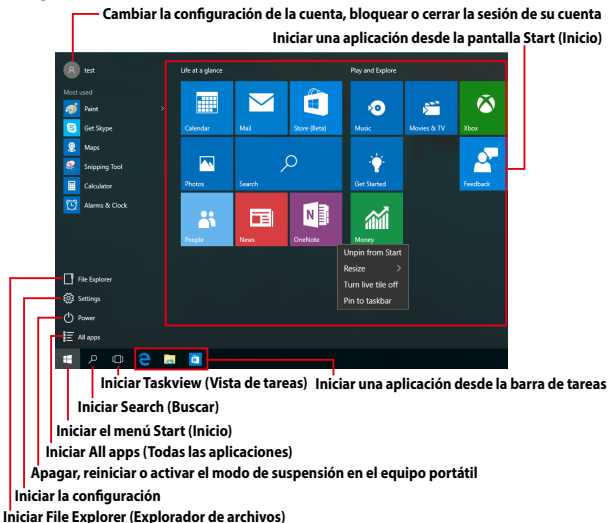 Cambiar la configuración de la cuenta, bloquear o cerrar la sesión de su cuenta
Iniciar una aplicación desde la pantalla Start (Inicio)
test
Life at a glance
Play and Explore
Most used
Paint
Get Skype
Maps
Snipping Tool
Calculator
Alarms & Clock
Calendar
Mail
Store (Beta)
Music
Movies & TV
Xbox
Photos
Search
Get Started
Feedback
People
News
OneNote
Money
Unpin from Start
Resize
Turn live tile off
Pin to taskbar
File Explorer
Settings
Power
All apps
Iniciar Taskview (Vista de tareas)
Iniciar una aplicación desde la barra de tareas
Iniciar Search (Buscar)
Iniciar el menú Start (Inicio)
Iniciar All apps (Todas las aplicaciones)
Apagar, reiniciar o activar el modo de suspensión en el equipo portátil
Iniciar la configuración
Iniciar File Explorer (Explorador de archivos)